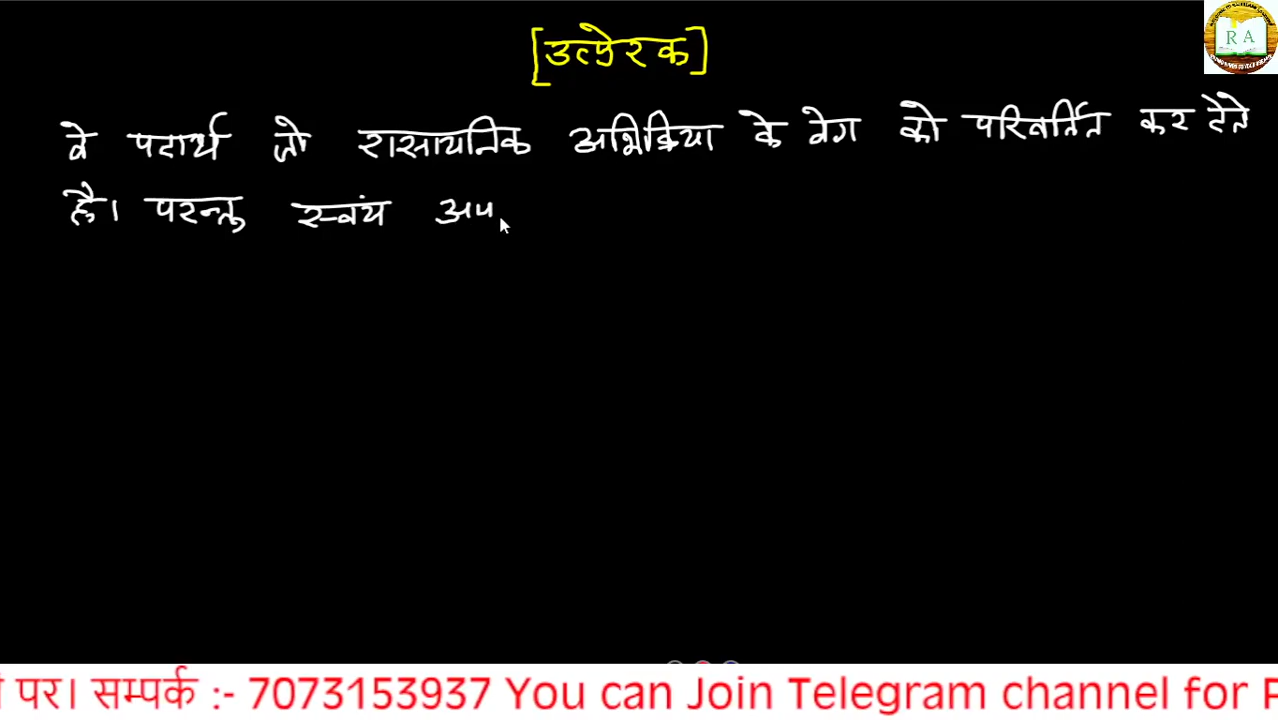 [उत्प्रेरक]
R A
वे पदार्थ जो रासायनिक अभिक्रिया के वेग को परिवर्तित कर देते
है। परन्तु स्वंय अप
पर। सम्पर्क :- 7073153937 You can Join Telegram channel for